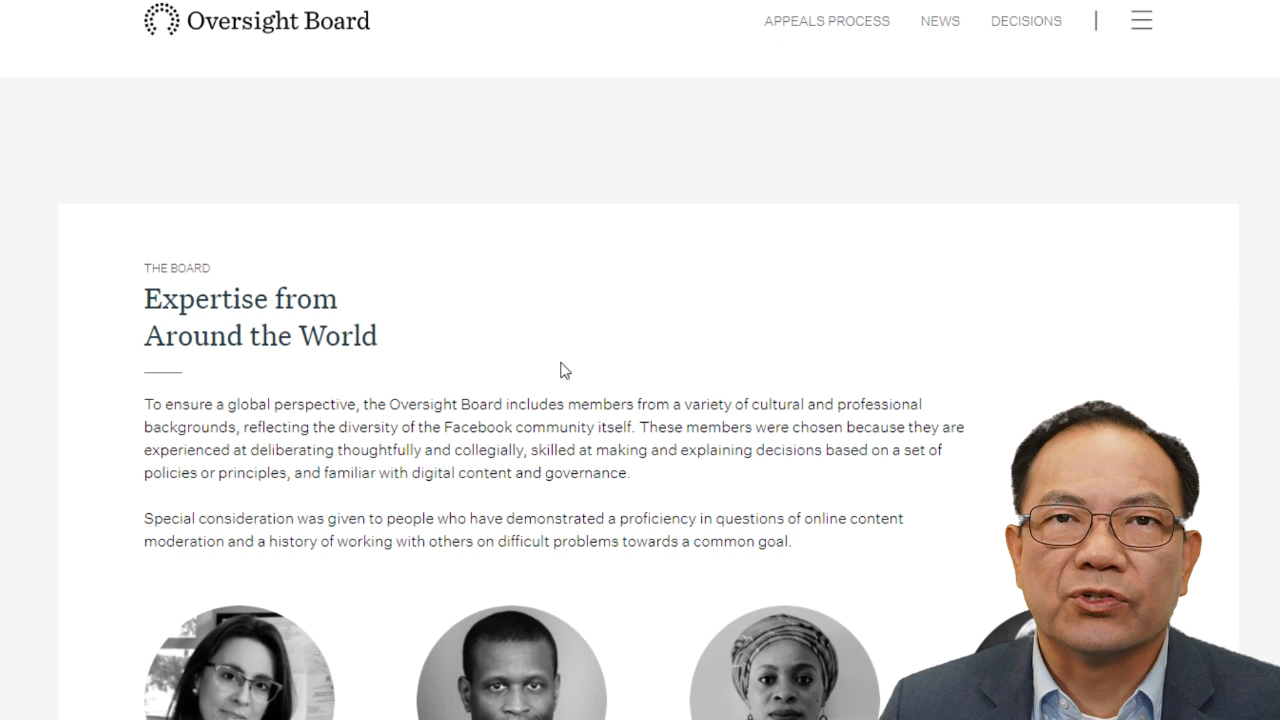 Oversight Board
APPEALS PROCESS NEWS DECISIONS
THE BOARD
Expertise from
Around the World
To ensure a global perspective, the Oversight Board includes members from a variety of cultural and professional
backgrounds, reflecting the diversity of the Facebook community itself. These members were chosen because they are
experienced at deliberating thoughtfully and collegially, skilled at making and explaining decisions based on a set of
policies or principles, and familiar with digital content and governance.
Special consideration was given to people who have demonstrated a proficiency in questions of online content
moderation and a history of working with others on difficult problems towards a common goal.